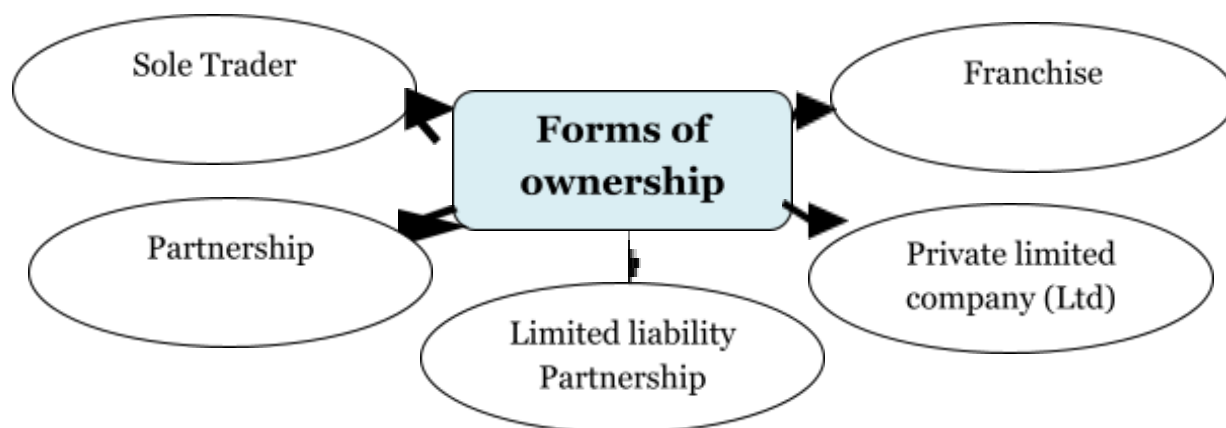 Sole Trader
Franchise
Forms of
ownership
Partnership
Private limited
company (Ltd)
Limited liability
Partnership